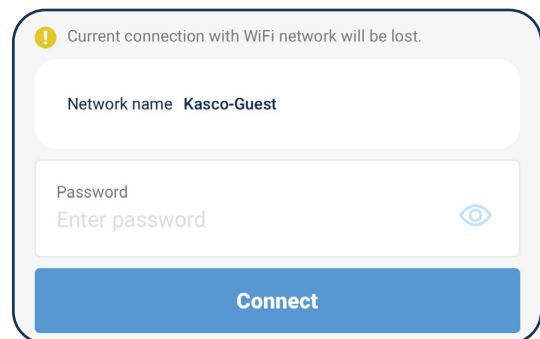 Current connection with WiFi network will be lost.
Network name Kasco-Guest
Password
Enter password
Connect